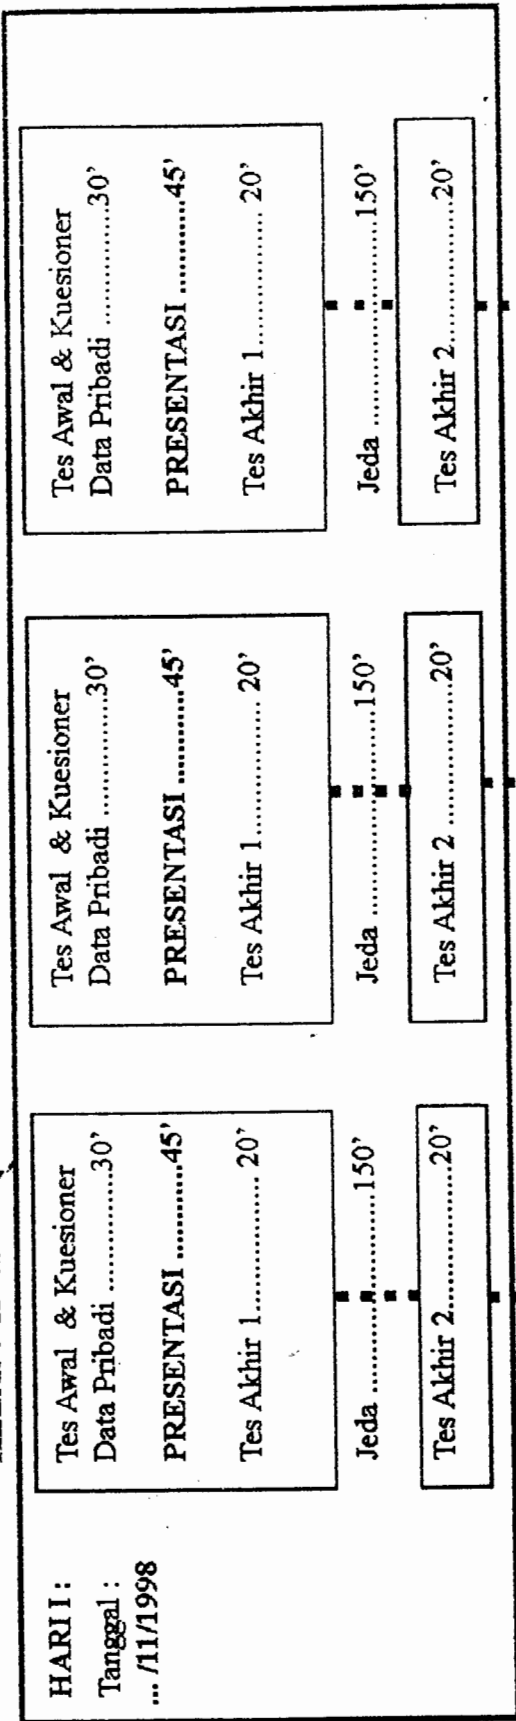 HARI I :
Tanggal :
... /11/1998
Tes Awal & Kuesioner
Data Pribadi ................30’
PRESENTASI ............45’
Tes Akhir 1.................... 20’
Jeda ..............................150’
Tes Akhir 2....................20’
Tes Awal & Kuesioner
Data Pribadi ................30’
PRESENTASI ............45’
Tes Akhir 1.................... 20’
Jeda ..............................150’
Tes Akhir 2 ....................20’
Tes Awal & Kuesioner
Data Pribadi ................30’
PRESENTASI ............45’
Tes Akhir 1.................... 20’
Jeda ..............................150’
Tes Akhir 2....................20’